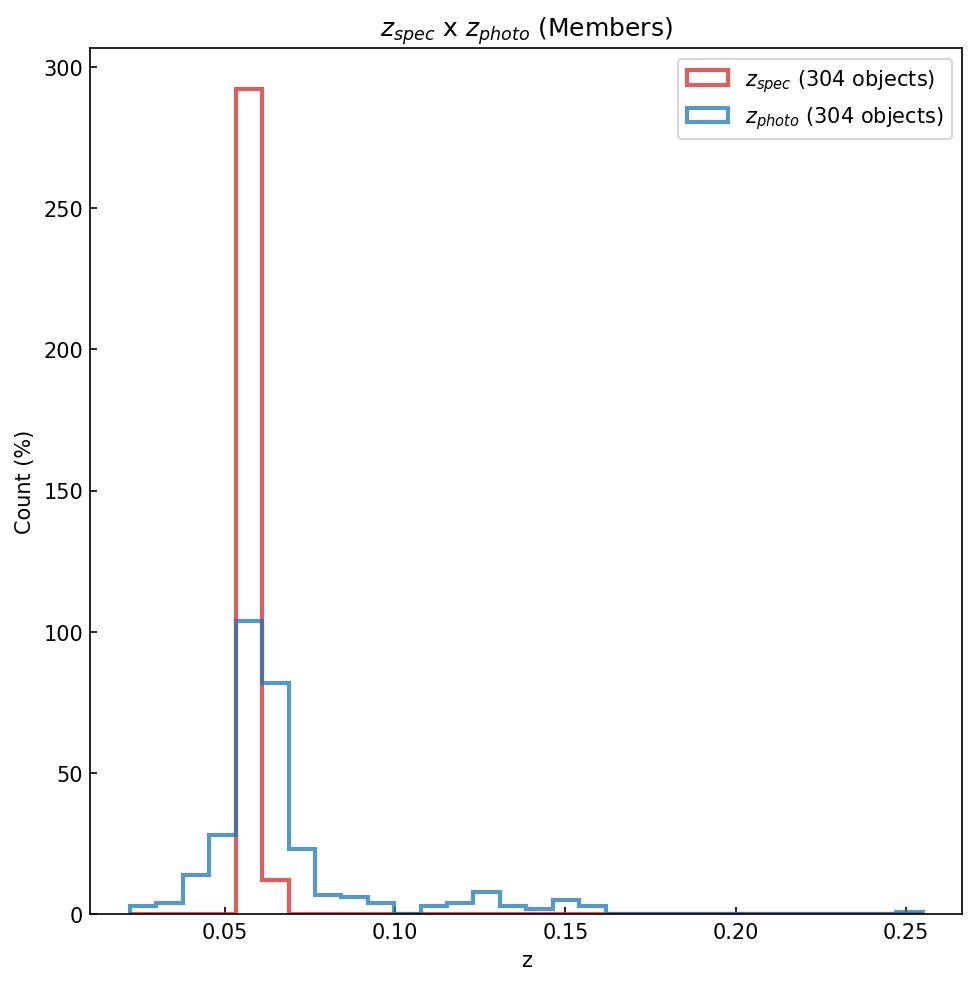 z_spec x z_photo (Members)
z_spec (304 objects)
z_photo (304 objects)
Count (%)
300
250
200
150
100
50
0
0.05 0.10 0.15 0.20 0.25
z